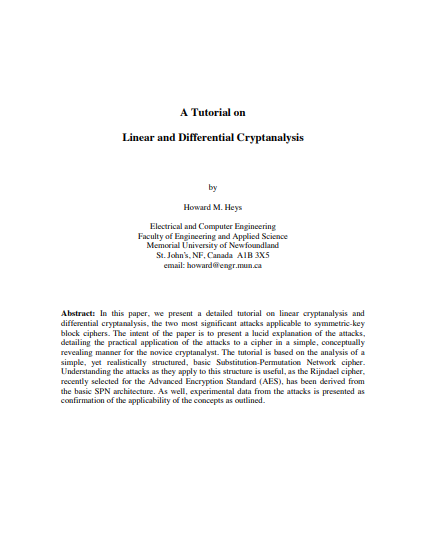 A Tutorial on
Linear and Differential Cryptanalysis
by
Howard M. Heys
Electrical and Computer Engineering
Faculty of Engineering and Applied Science
Memorial University of Newfoundland
St. John's, NF, Canada A1B 3X5
email: howard@engr.mun.ca
Abstract: In this paper, we present a detailed tutorial on linear cryptanalysis and
differential cryptanalysis, the two most significant attacks applicable to symmetric-key
block ciphers. The intent of the paper is to present a lucid explanation of the attacks,
detailing the practical application of the attacks to a cipher in a simple, conceptually
revealing manner for the novice cryptanalyst. The tutorial is based on the analysis of a
simple, yet realistically structured, basic Substitution-Permutation Network cipher.
Understanding the attacks as they apply to this structure is useful, as the Rijndael cipher,
recently selected for the Advanced Encryption Standard (AES), has been derived from
the basic SPN architecture. As well, experimental data from the attacks is presented as
confirmation of the applicability of the concepts as outlined.